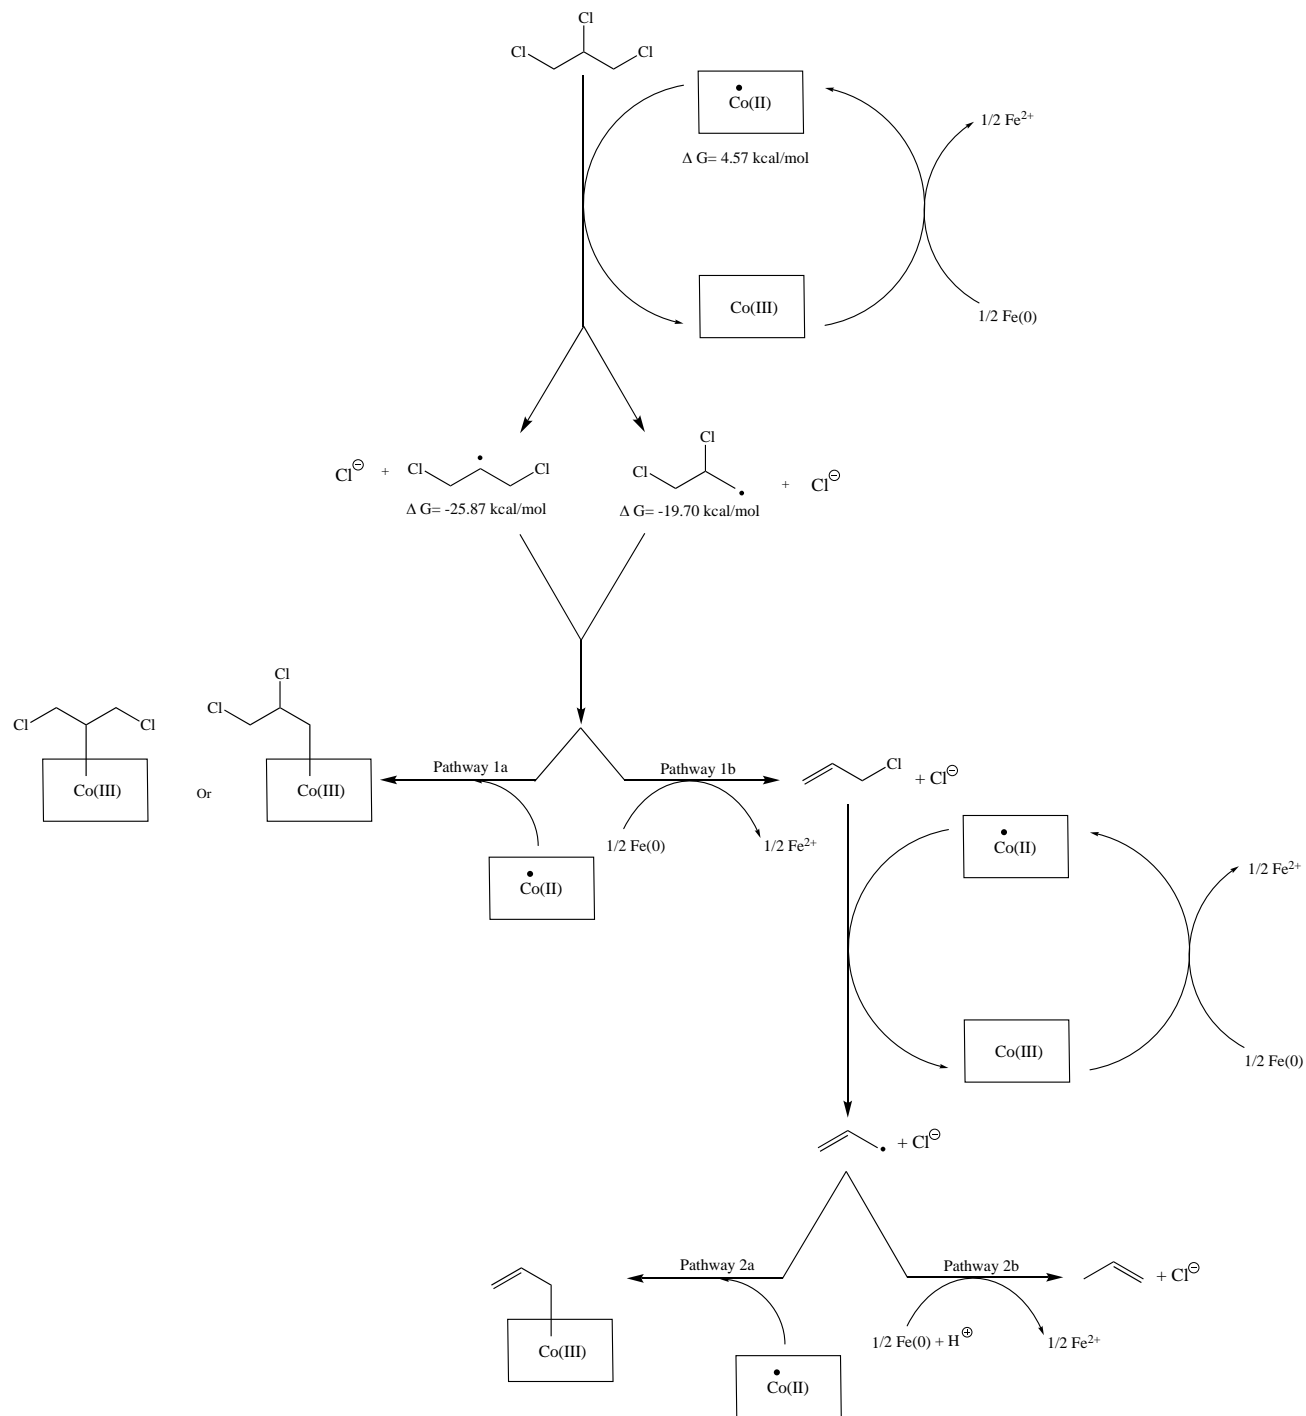 Cl
Cl Cl
•
Co(II)
Δ G= 4.57 kcal/mol
1/2 Fe2+
Co(III)
1/2 Fe(0)
Cl⊖ + Cl • Cl
Δ G= -25.87 kcal/mol
Cl
Cl • + Cl⊖
Δ G= -19.70 kcal/mol
Cl Cl
Co(III)
Or
Cl
Cl
Co(III)
Pathway 1a
•
Co(II)
Pathway 1b
1/2 Fe(0)
1/2 Fe2+
Cl + Cl⊖
•
Co(II)
1/2 Fe2+
Co(III)
1/2 Fe(0)
• + Cl⊖
Pathway 2a
Co(III)
•
Co(II)
Pathway 2b
1/2 Fe(0) + H⊕
1/2 Fe2+
+ Cl⊖